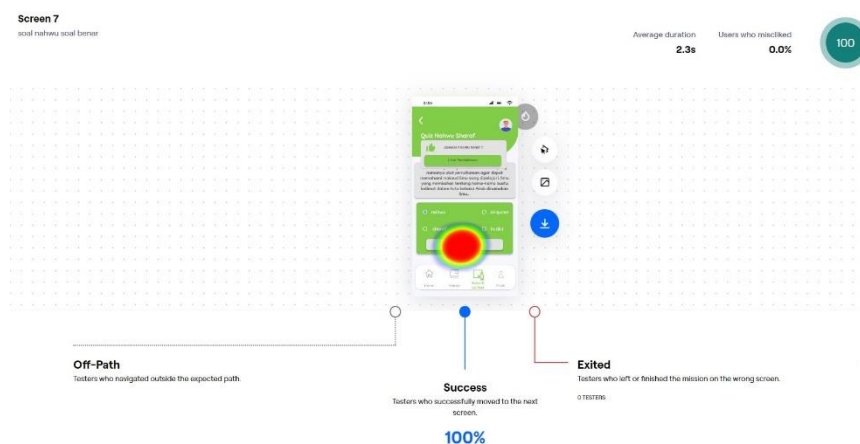 Screen 7
soal nahwu soal benar
Average duration
2.3s
Users who misclicked
0.0%
100
Quiz Nahwu Sharaf
Off-Path
Testers who navigated outside the expected path.
Success
Testers who successfully moved to the next
screen.
100%
Exited
Testers who left or finished the mission on the wrong screen.
0 TESTERS